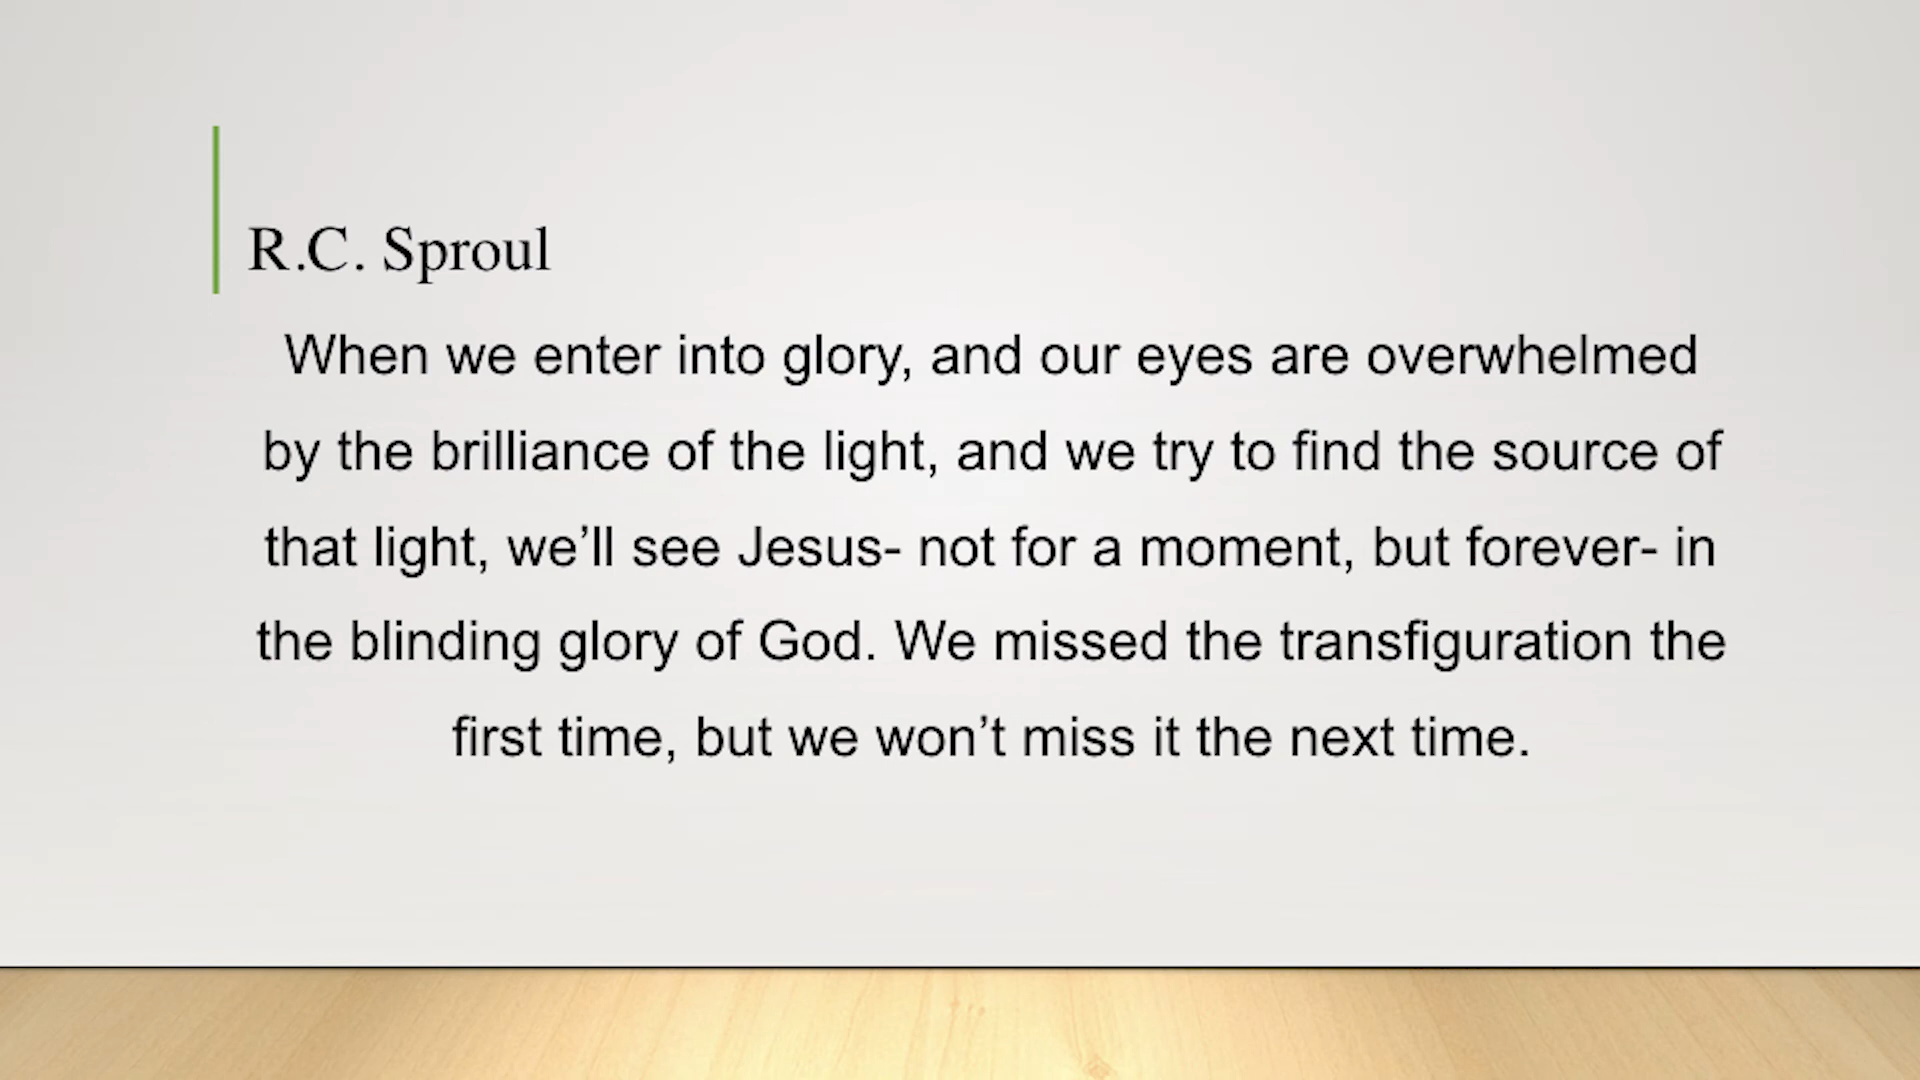 R.C. Sproul
When we enter into glory, and our eyes are overwhelmed
by the brilliance of the light, and we try to find the source of
that light, we’ll see Jesus- not for a moment, but forever- in
the blinding glory of God. We missed the transfiguration the
first time, but we won’t miss it the next time.